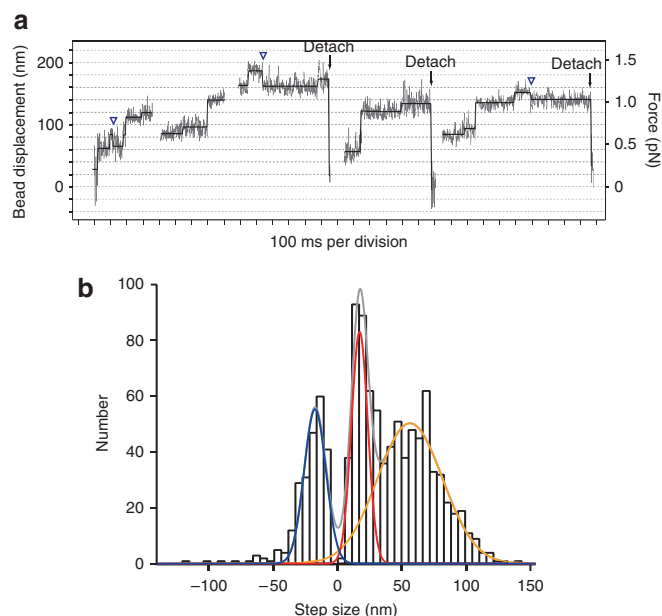 a
Bead displacement (nm)
200
100
0
Detach
Detach
Detach
1.5
1.0
0.5
0
Force (pN)
100 ms per division
b
Number
100
80
60
40
20
0
−100
−50
0
50
100
150
Step size (nm)